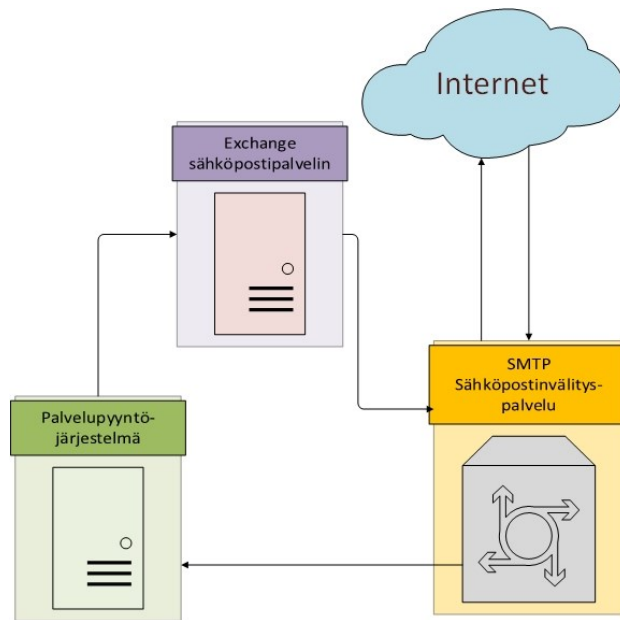 Internet
Exchange
sähköpostipalvelin
SMTP
Sähköpostinvälitys-
palvelu
Palvelupyyntö-
järjestelmä